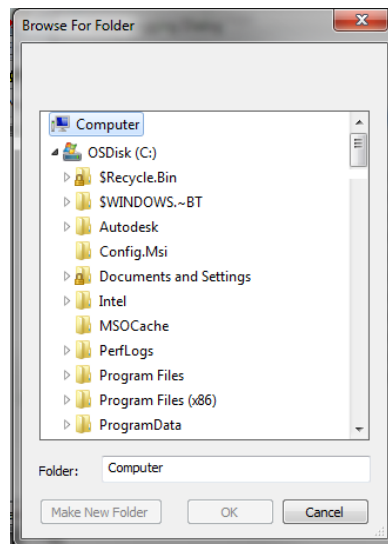 Browse For Folder
Computer
OSDisk (C:)
$Recycle.Bin
$WINDOWS.~BT
Autodesk
Config.Msi
Documents and Settings
Intel
MSOCache
PerfLogs
Program Files
Program Files (x86)
ProgramData
Folder: Computer
Make New Folder OK Cancel